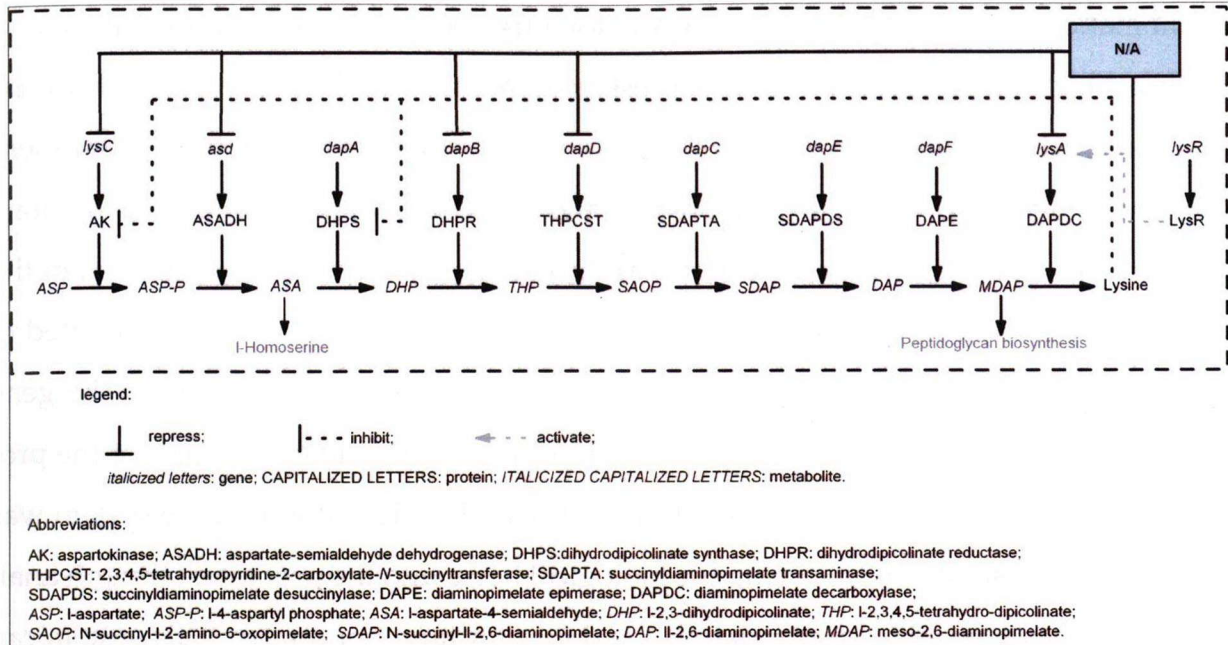 N/A
lysC asd dapA dapB dapD dapC dapE dapF lysA lysR
AK ASADH DHPS DHPR THPCST SDAPTA SDAPDS DAPE DAPDC LysR
ASP ASP-P ASA DHP THP SAOP SDAP DAP MDAP Lysine
l-Homoserine Peptidoglycan biosynthesis
legend:
repress; inhibit; activate;
italicized letters: gene; CAPITALIZED LETTERS: protein; ITALICIZED CAPITALIZED LETTERS: metabolite.
Abbreviations:
AK: aspartokinase; ASADH: aspartate-semialdehyde dehydrogenase; DHPS:dihydrodipicolinate synthase; DHPR: dihydrodipicolinate reductase;
THPCST: 2,3,4,5-tetrahydropyridine-2-carboxylate-N-succinyltransferase; SDAPTA: succinyldiaminopimelate transaminase;
SDAPDS: succinyldiaminopimelate desuccinylase; DAPE: diaminopimelate epimerase; DAPDC: diaminopimelate decarboxylase;
ASP: l-aspartate; ASP-P: l-4-aspartyl phosphate; ASA: l-aspartate-4-semialdehyde; DHP: l-2,3-dihydrodipicolinate; THP: l-2,3,4,5-tetrahydro-dipicolinate;
SAOP: N-succinyl-l-2-amino-6-oxopimelate; SDAP: N-succinyl-ll-2,6-diaminopimelate; DAP: ll-2,6-diaminopimelate; MDAP: meso-2,6-diaminopimelate.